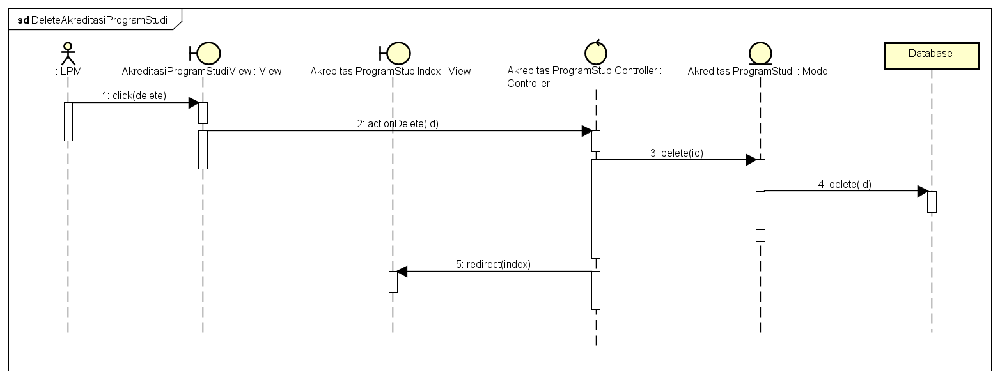 sd DeleteAkreditasiProgramStudi
: LPM
AkreditasiProgramStudiView : View
AkreditasiProgramStudiIndex : View
AkreditasiProgramStudiController :
Controller
AkreditasiProgramStudi : Model
Database
1: click(delete)
2: actionDelete(id)
3: delete(id)
4: delete(id)
5: redirect(index)